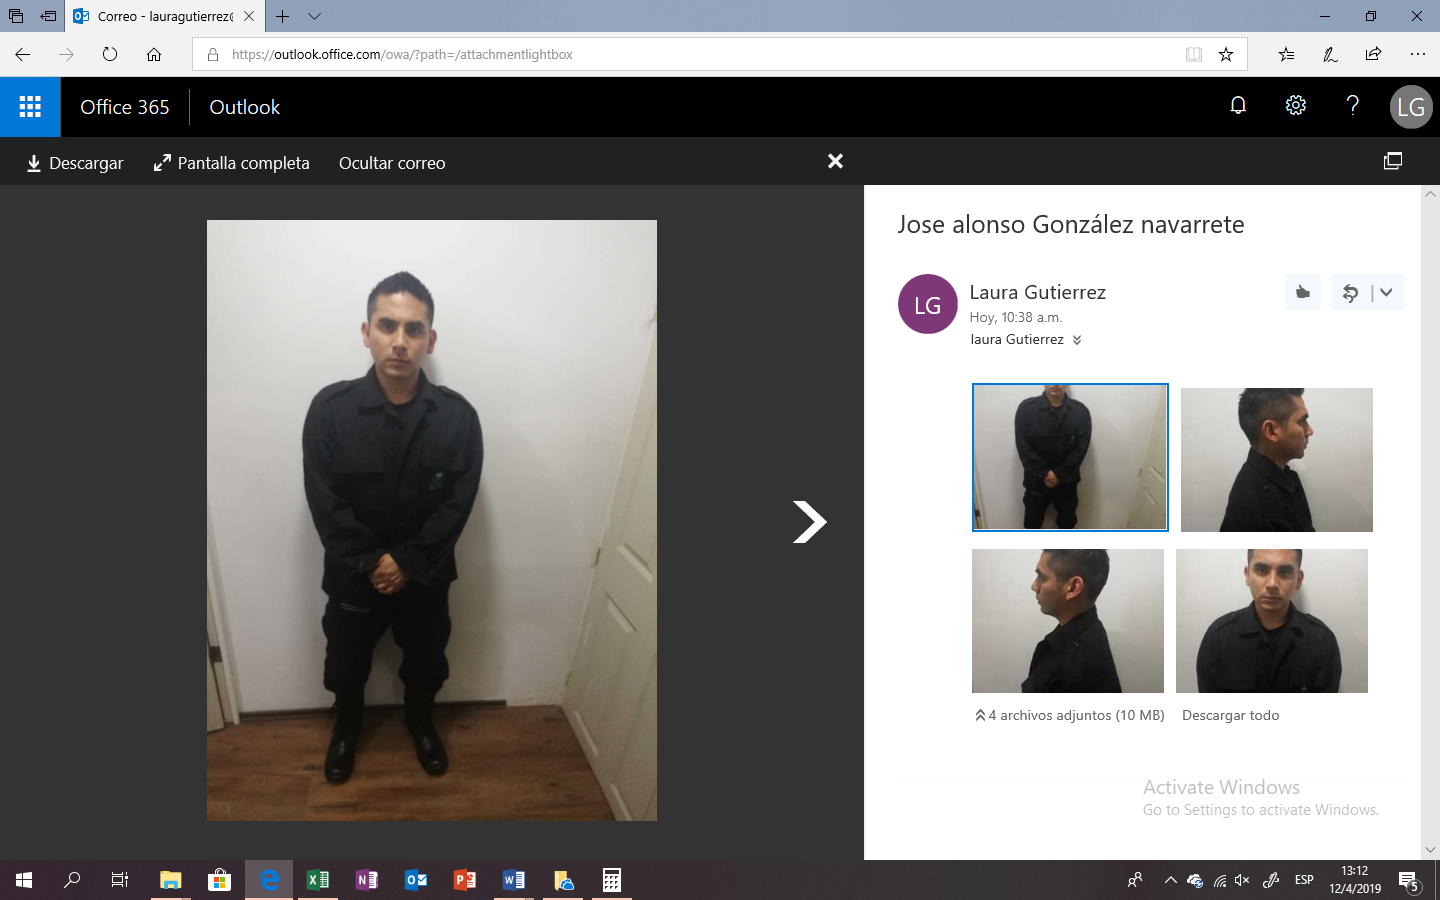 Correo - lauragutierrez@
https://outlook.office.com/owa/?path=/attachmentlightbox
Office 365 Outlook
LG
Descargar Pantalla completa Ocultar correo
Jose alonso González navarrete
LG
Laura Gutierrez
Hoy, 10:38 a.m.
laura Gutierrez
4 archivos adjuntos (10 MB) Descargar todo
Activate Windows
Go to Settings to activate Windows.
ESP
13:12
12/4/2019
5